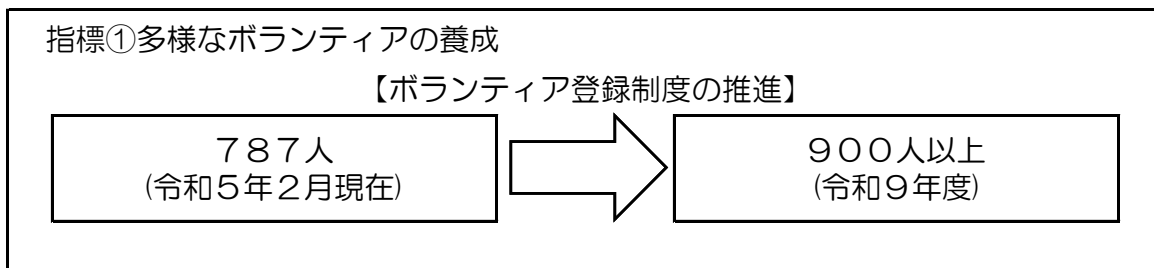 指標①多様なボランティアの養成
【ボランティア登録制度の推進】
７８７人
(令和５年２月現在)
９００人以上
(令和９年度)